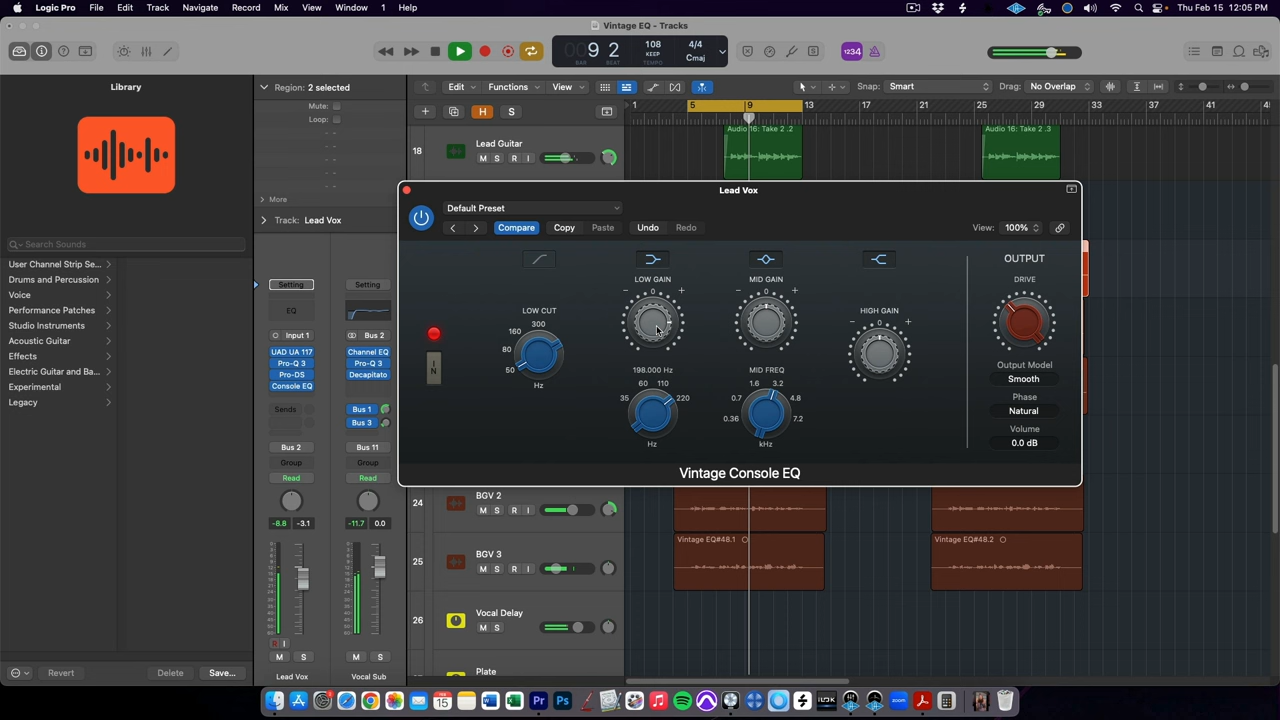 Logic Pro File Edit Track Navigate Record Mix View Window 1 Help Thu Feb 15 12:05 PM
Vintage EQ - Tracks
009 2 108 4/4
KEEP Cmaj
BAR BEAT TEMPO
1234
Library
Region: 2 selected
Edit Functions View Snap: Smart Drag: No Overlap
Mute:
Loop:
H S
1 5 9 13 17 21 25 29 33 37 41
More
Track: Lead Vox
18 Lead Guitar
M S R I
Audio 16: Take 2 .2
Audio 16: Take 2 .3
Search Sounds
User Channel Strip Se...
Drums and Percussion
Voice
Performance Patches
Studio Instruments
Acoustic Guitar
Effects
Electric Guitar and Ba...
Experimental
Legacy
Setting Setting
EQ
Input 1 Bus 2
UAD UA 117 Channel EQ
Pro-Q 3 Pro-Q 3
Pro-DS Decapitato
Console EQ
Sends Bus 1
Bus 3
Bus 2 Bus 11
Group Group
Read Read
-8.8 -3.1 -11.7 0.0
R I
M S M S
Lead Vox Vocal Sub
Lead Vox
Default Preset
Compare Copy Paste Undo Redo View: 100%
LOW GAIN MID GAIN OUTPUT
− 0 + − 0 + DRIVE
LOW CUT HIGH GAIN
300 − 0 +
160
80
50
Hz
IN
198.000 Hz MID FREQ
35 60 110 220 0.36 0.7 1.6 3.2 4.8 7.2
Hz kHz
Output Model
Smooth
Phase
Natural
Volume
0.0 dB
Vintage Console EQ
24 BGV 2
M S R I
25 BGV 3
M S R I
Vintage EQ#48.1 Vintage EQ#48.2
26 Vocal Delay
M S
Plate
Revert Delete Save...